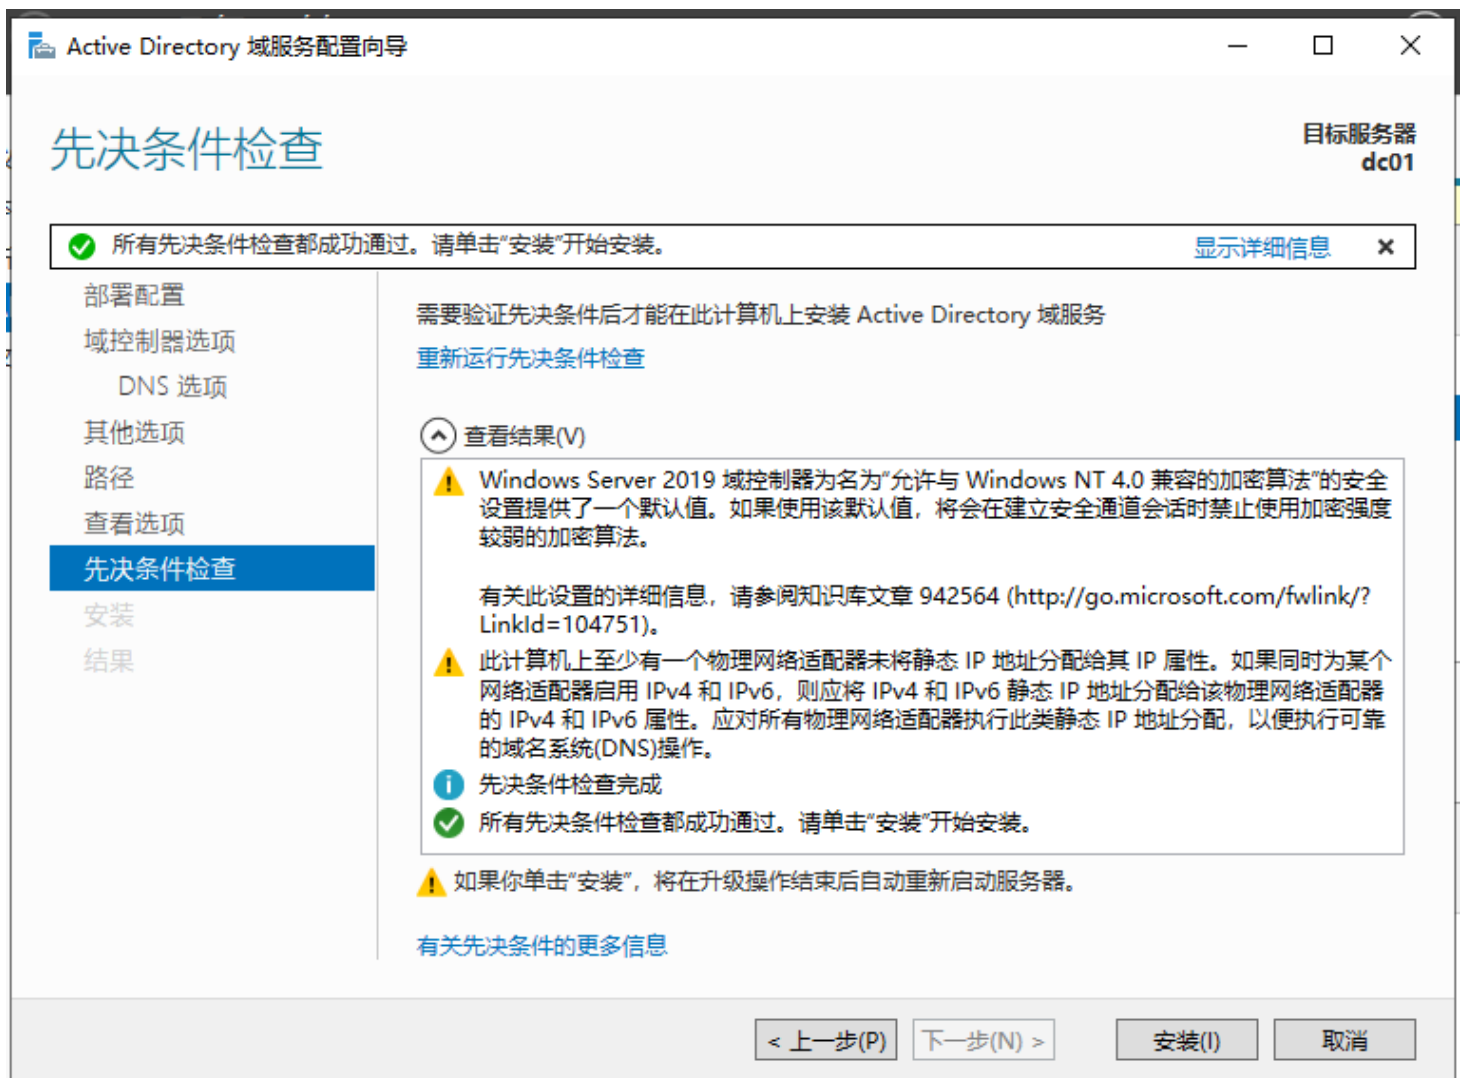 Active Directory 域服务配置向导
先决条件检查
目标服务器
dc01
所有先决条件检查都成功通过。请单击“安装”开始安装。
显示详细信息
部署配置
域控制器选项
DNS 选项
其他选项
路径
查看选项
先决条件检查
安装
结果
需要验证先决条件后才能在此计算机上安装 Active Directory 域服务
重新运行先决条件检查
查看结果(V)
Windows Server 2019 域控制器为名为“允许与 Windows NT 4.0 兼容的加密算法”的安全
设置提供了一个默认值。如果使用该默认值，将会在建立安全通道会话时禁止使用加密强度
较弱的加密算法。
有关此设置的详细信息，请参阅知识库文章 942564 (http://go.microsoft.com/fwlink/?
LinkId=104751)。
此计算机上至少有一个物理网络适配器未将静态 IP 地址分配给其 IP 属性。如果同时为某个
网络适配器启用 IPv4 和 IPv6，则应将 IPv4 和 IPv6 静态 IP 地址分配给该物理网络适配器
的 IPv4 和 IPv6 属性。应对所有物理网络适配器执行此类静态 IP 地址分配，以便执行可靠
的域名系统(DNS)操作。
先决条件检查完成
所有先决条件检查都成功通过。请单击“安装”开始安装。
如果你单击“安装”，将在升级操作结束后自动重新启动服务器。
有关先决条件的更多信息
< 上一步(P)
下一步(N) >
安装(I)
取消